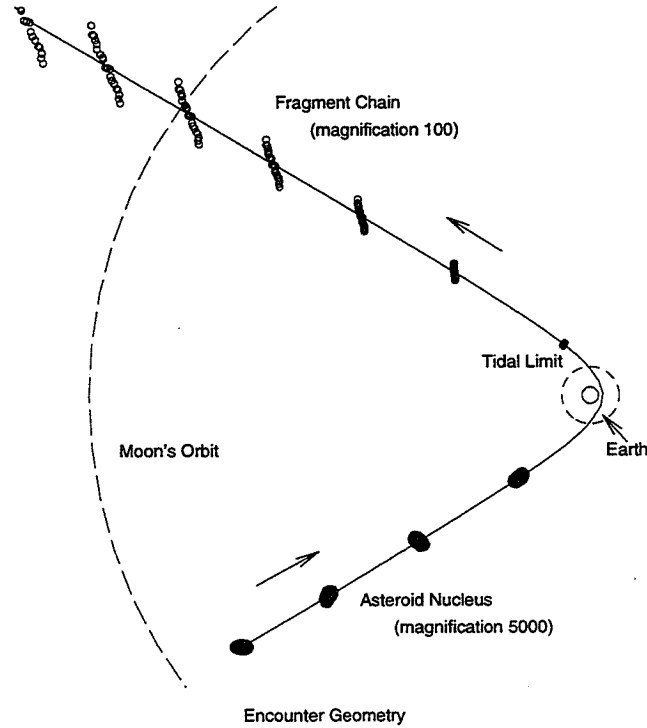 Fragment Chain
(magnification 100)
Tidal Limit
Earth
Moon's Orbit
Asteroid Nucleus
(magnification 5000)
Encounter Geometry